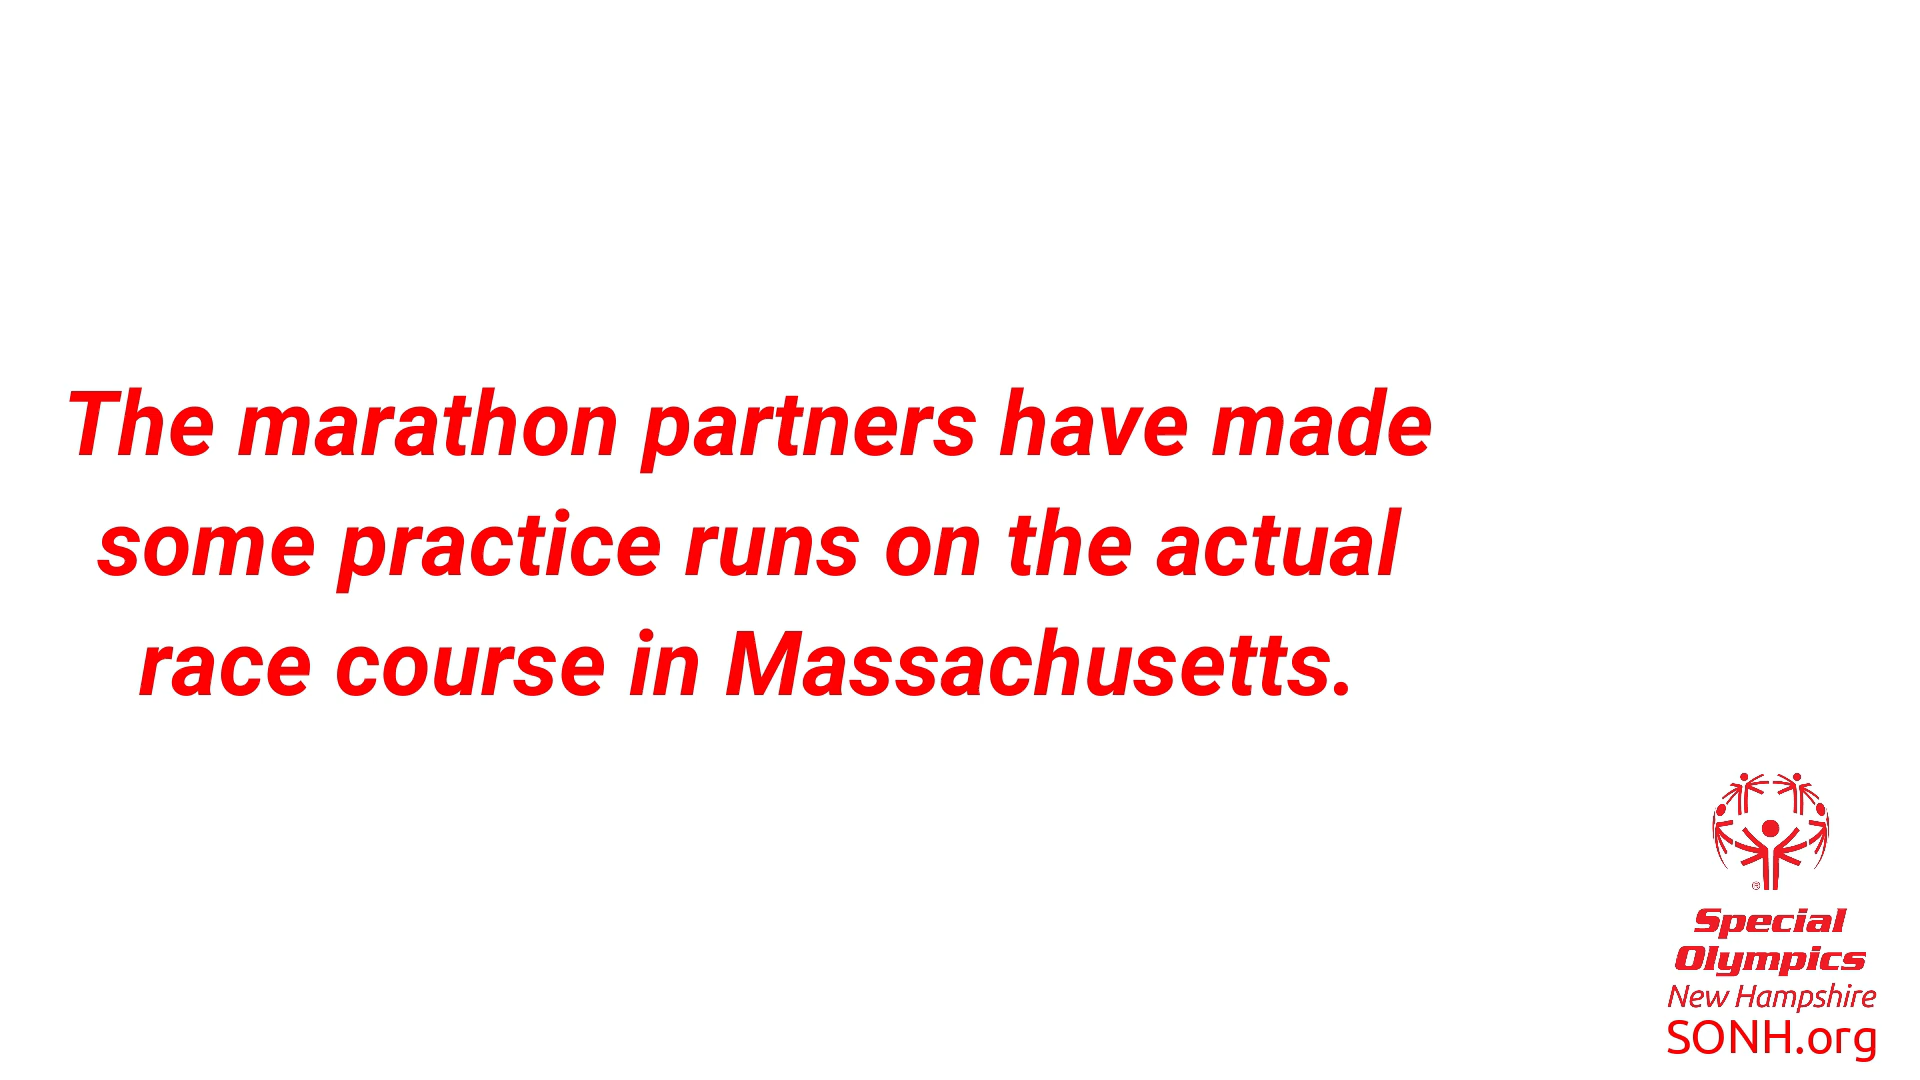 The marathon partners have made
some practice runs on the actual
race course in Massachusetts.
®
Special
Olympics
New Hampshire
SONH.org